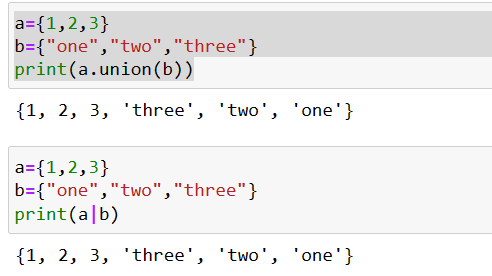 a={1,2,3}
b={"one","two","three"}
print(a.union(b))
{1, 2, 3, 'three', 'two', 'one'}
a={1,2,3}
b={"one","two","three"}
print(a|b)
{1, 2, 3, 'three', 'two', 'one'}